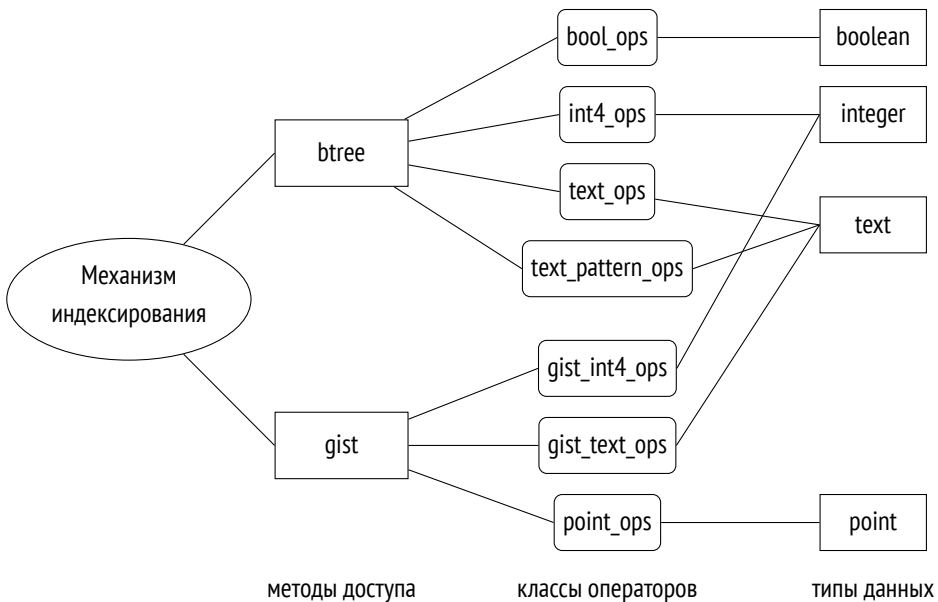 bool_ops
boolean
int4_ops
integer
btree
text_ops
text
text_pattern_ops
Механизм
индексирования
gist_int4_ops
gist
gist_text_ops
point_ops
point
методы доступа
классы операторов
типы данных